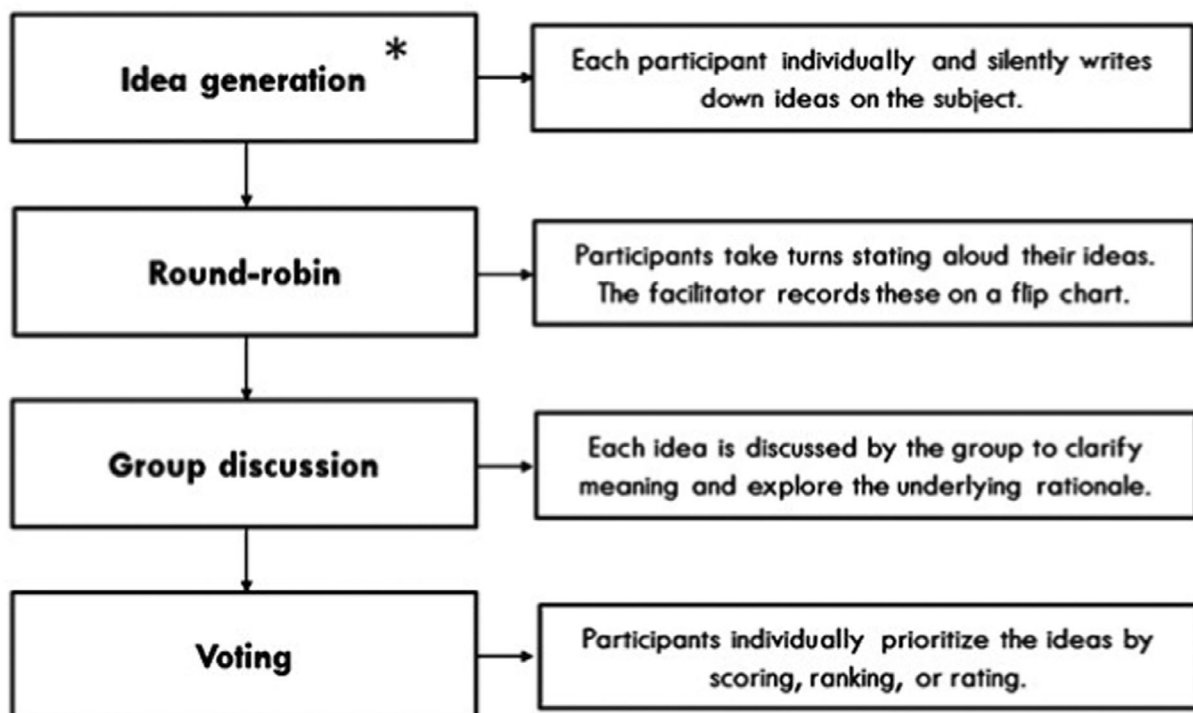 Idea generation *
Each participant individually and silently writes
down ideas on the subject.
Round-robin
Participants take turns stating aloud their ideas.
The facilitator records these on a flip chart.
Group discussion
Each idea is discussed by the group to clarify
meaning and explore the underlying rationale.
Voting
Participants individually prioritize the ideas by
scoring, ranking, or rating.